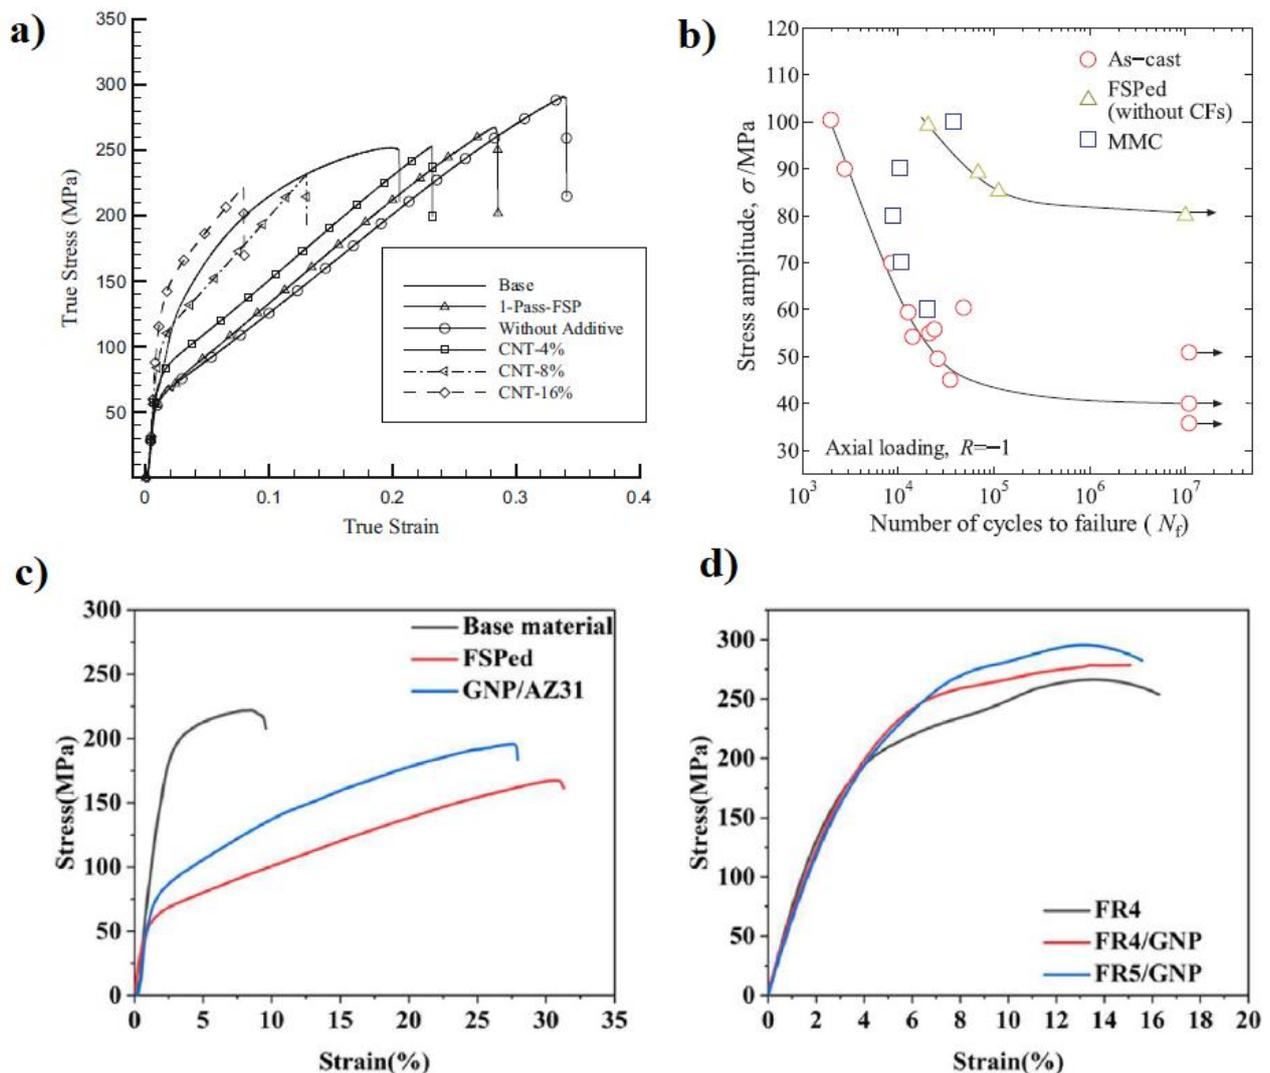 a)
350
300
250
200
150
100
50
True Stress (MPa)
Base
1-Pass-FSP
Without Additive
CNT-4%
CNT-8%
CNT-16%
0
0.1
0.2
0.3
0.4
True Strain
b)
120
110
100
90
80
70
60
50
40
30
Stress amplitude, σ/MPa
As-cast
FSPed
(without CFs)
MMC
Axial loading, R=-1
10³
10⁴
10⁵
10⁶
10⁷
Number of cycles to failure ( Nf)
c)
300
250
200
150
100
50
0
Stress(MPa)
Base material
FSPed
GNP/AZ31
0
5
10
15
20
25
30
35
Strain(%)
d)
300
250
200
150
100
50
0
Stress(MPa)
FR4
FR4/GNP
FR5/GNP
0
2
4
6
8
10
12
14
16
18
20
Strain(%)